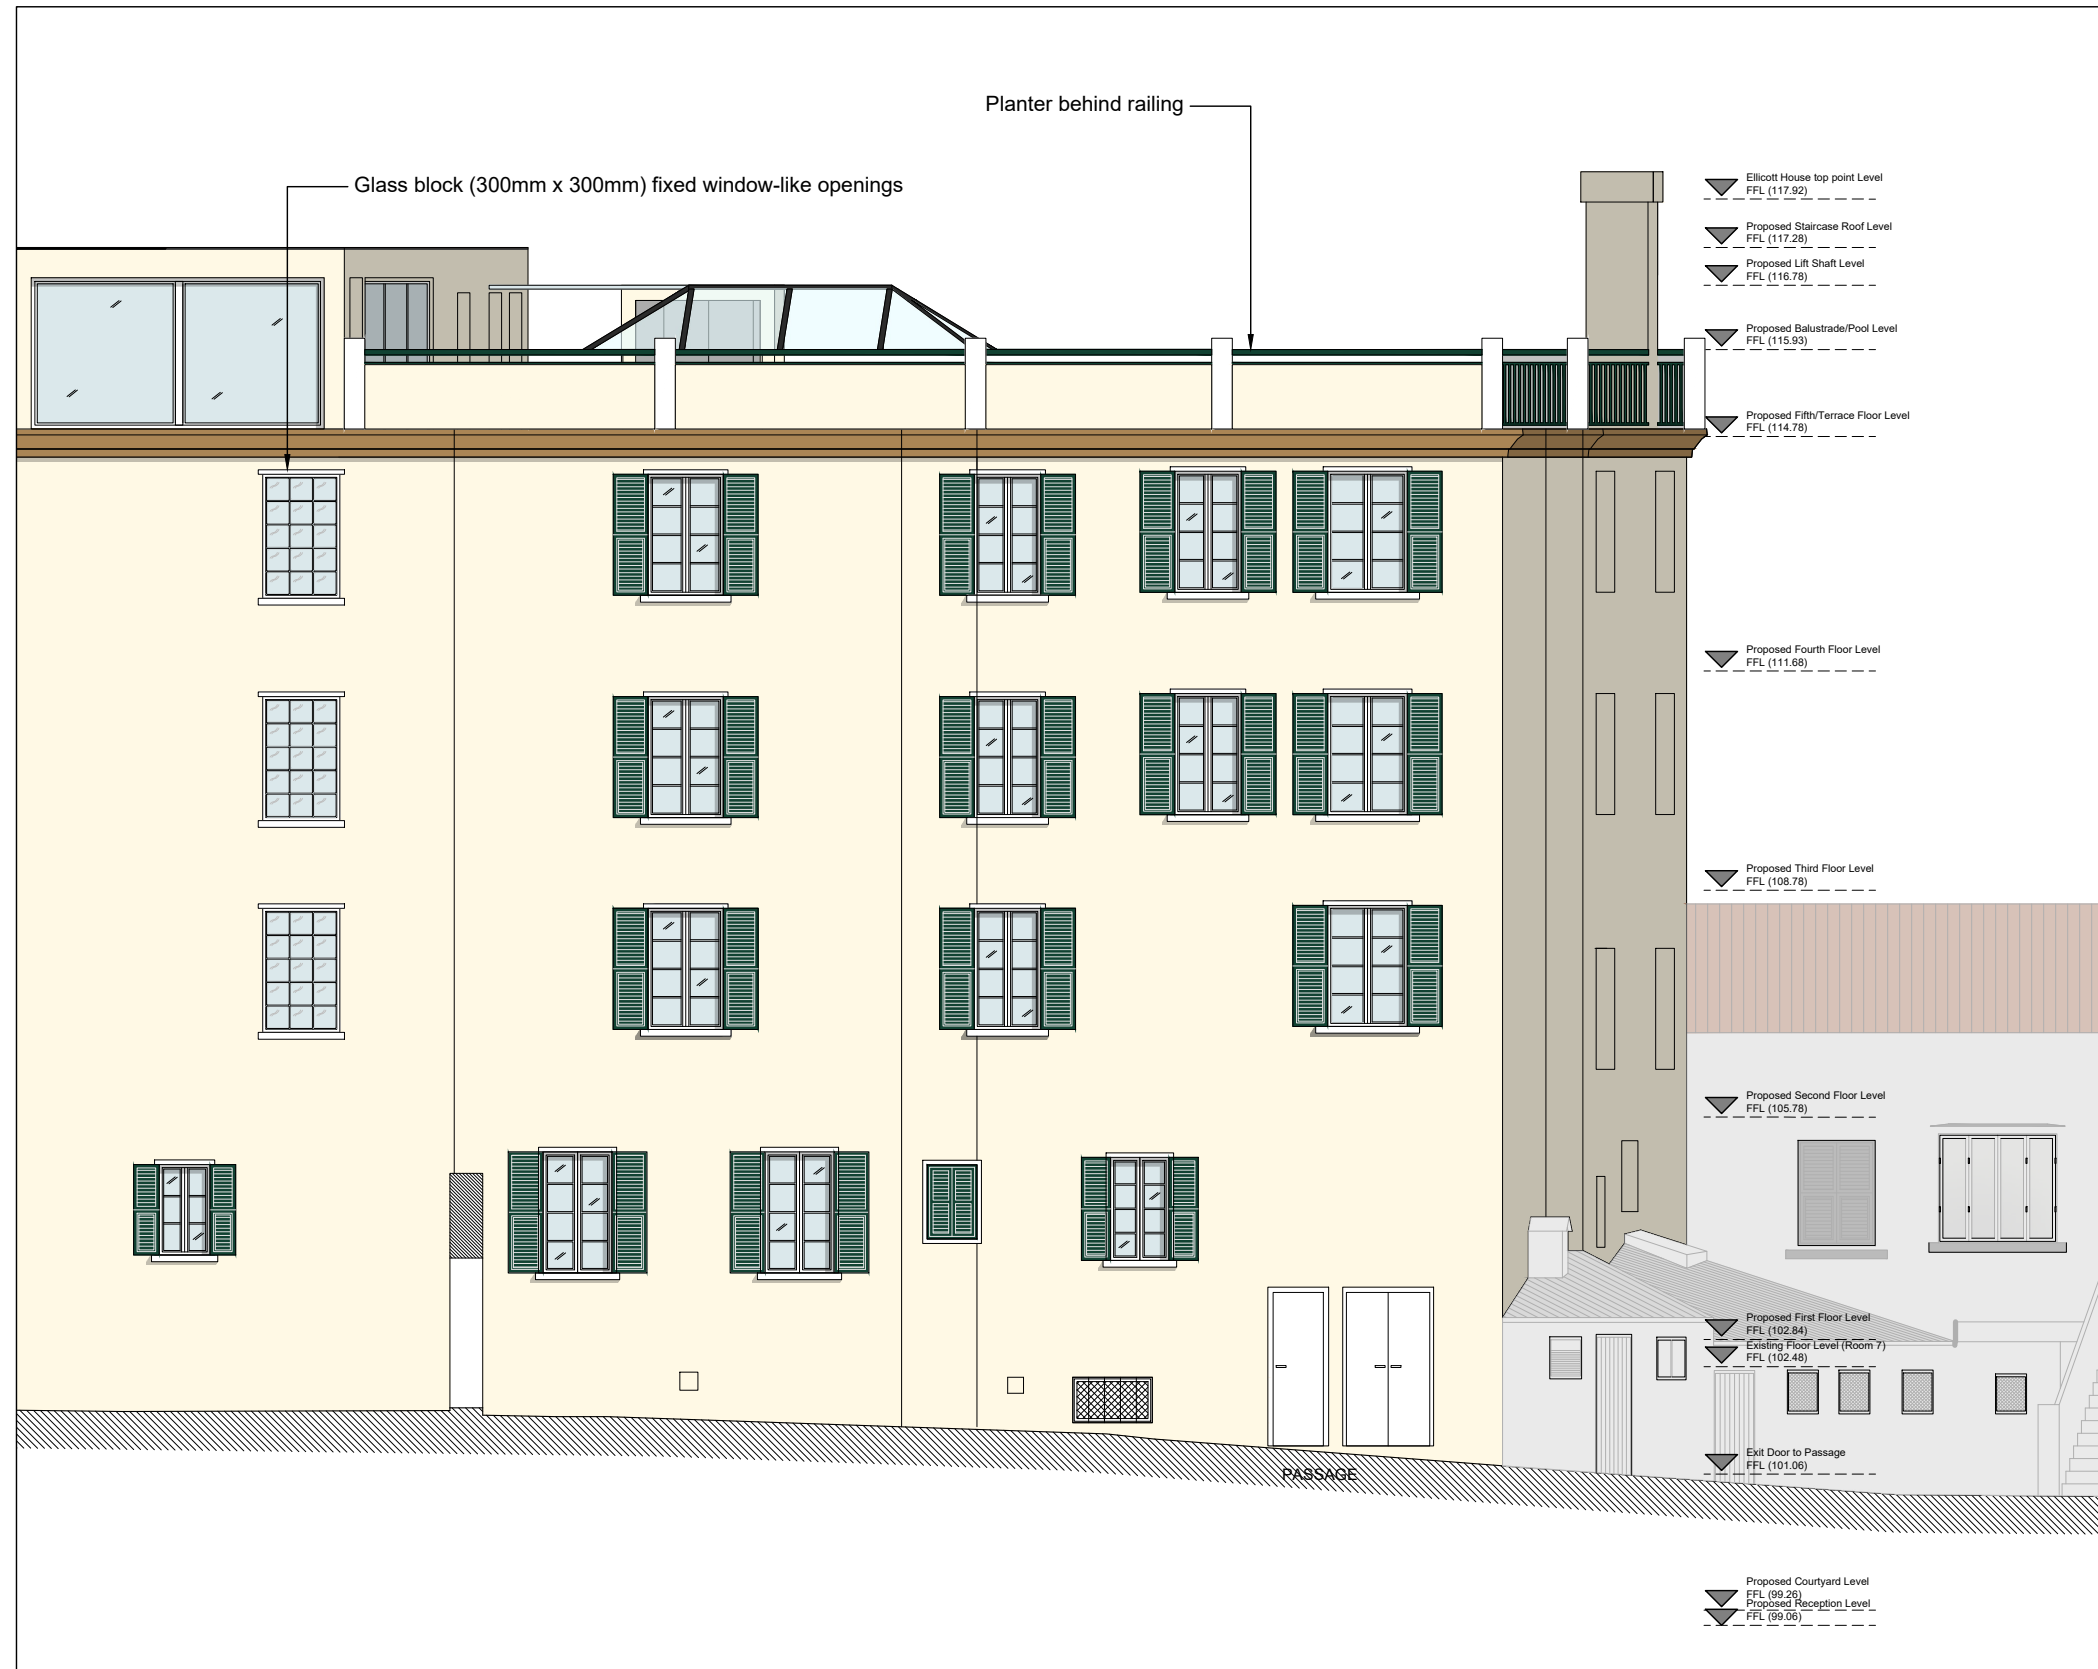 Planter behind railing
Glass block (300mm x 300mm) fixed window-like openings
Ellicott House top point Level
FFL (117.92)
Proposed Staircase Roof Level
FFL (117.28)
Proposed Lift Shaft Level
FFL (116.78)
Proposed Balustrade/Pool Level
FFL (115.93)
Proposed Fifth/Terrace Floor Level
FFL (114.78)
Proposed Fourth Floor Level
FFL (111.68)
Proposed Third Floor Level
FFL (108.78)
Proposed Second Floor Level
FFL (105.78)
Proposed First Floor Level
FFL (102.84)
Existing Floor Level (Room 7)
FFL (102.48)
Exit Door to Passage
FFL (101.06)
PASSAGE
Proposed Courtyard Level
FFL (99.26)
Proposed Reception Level
FFL (99.06)